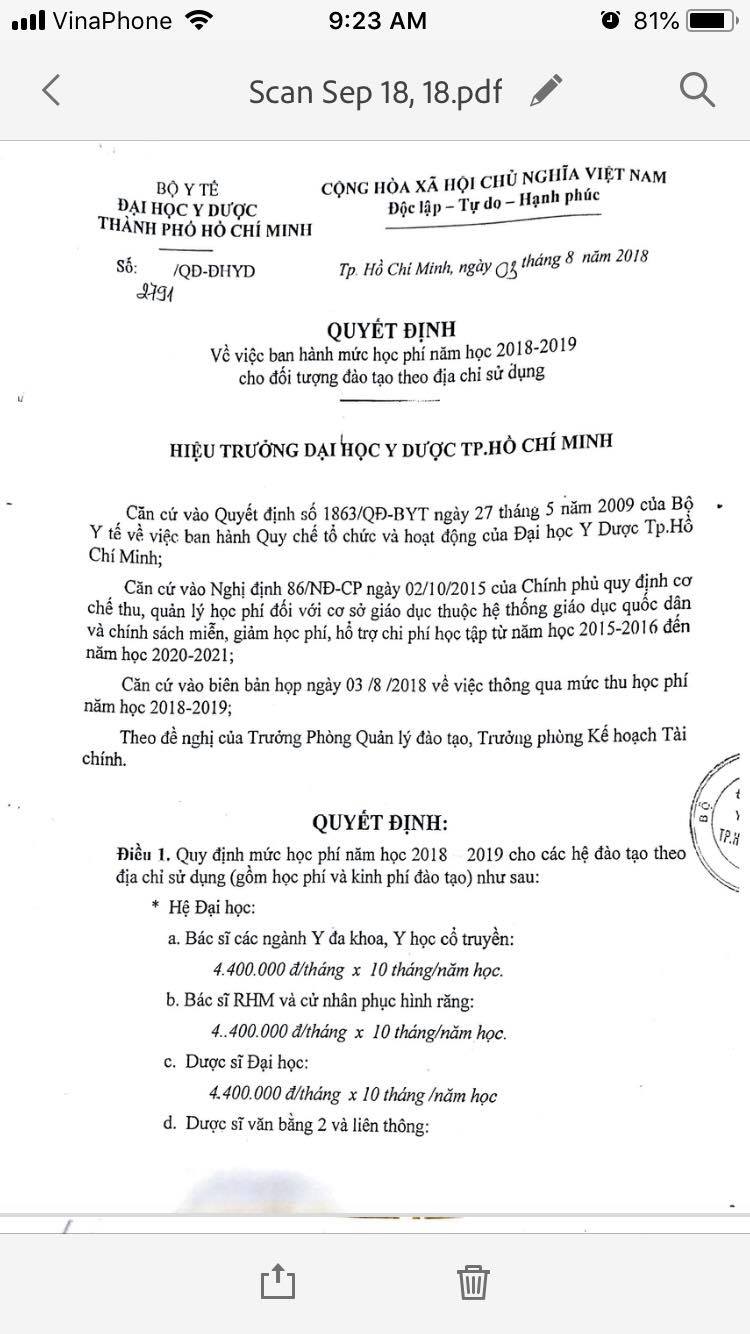 VinaPhone 9:23 AM 81%
Scan Sep 18, 18.pdf
BỘ Y TẾ
ĐẠI HỌC Y DƯỢC
THÀNH PHỐ HỒ CHÍ MINH
CỘNG HÒA XÃ HỘI CHỦ NGHĨA VIỆT NAM
Độc lập – Tự do – Hạnh phúc
Số: /QĐ-ĐHYD
2791
Tp. Hồ Chí Minh, ngày 03 tháng 8 năm 2018
QUYẾT ĐỊNH
Về việc ban hành mức học phí năm học 2018-2019
cho đối tượng đào tạo theo địa chỉ sử dụng
HIỆU TRƯỞNG ĐẠI HỌC Y DƯỢC TP.HỒ CHÍ MINH
Căn cứ vào Quyết định số 1863/QĐ-BYT ngày 27 tháng 5 năm 2009 của Bộ
Y tế về việc ban hành Quy chế tổ chức và hoạt động của Đại học Y Dược Tp.Hồ
Chí Minh;
Căn cứ vào Nghị định 86/NĐ-CP ngày 02/10/2015 của Chính phủ quy định cơ
chế thu, quản lý học phí đối với cơ sở giáo dục thuộc hệ thống giáo dục quốc dân
và chính sách miễn, giảm học phí, hổ trợ chi phí học tập từ năm học 2015-2016 đến
năm học 2020-2021;
Căn cứ vào biên bản họp ngày 03 /8 /2018 về việc thông qua mức thu học phí
năm học 2018-2019;
Theo đề nghị của Trưởng Phòng Quản lý đào tạo, Trưởng phòng Kế hoạch Tài
chính.
BỘ
TP.H
QUYẾT ĐỊNH:
Điều 1. Quy định mức học phí năm học 2018 2019 cho các hệ đào tạo theo
địa chỉ sử dụng (gồm học phí và kinh phí đào tạo) như sau:
* Hệ Đại học:
a. Bác sĩ các ngành Y đa khoa, Y học cổ truyền:
4.400.000 đ/tháng x 10 tháng/năm học.
b. Bác sĩ RHM và cử nhân phục hình răng:
4..400.000 đ/tháng x 10 tháng/năm học.
c. Dược sĩ Đại học:
4.400.000 đ/tháng x 10 tháng /năm học
d. Dược sĩ văn bằng 2 và liên thông: